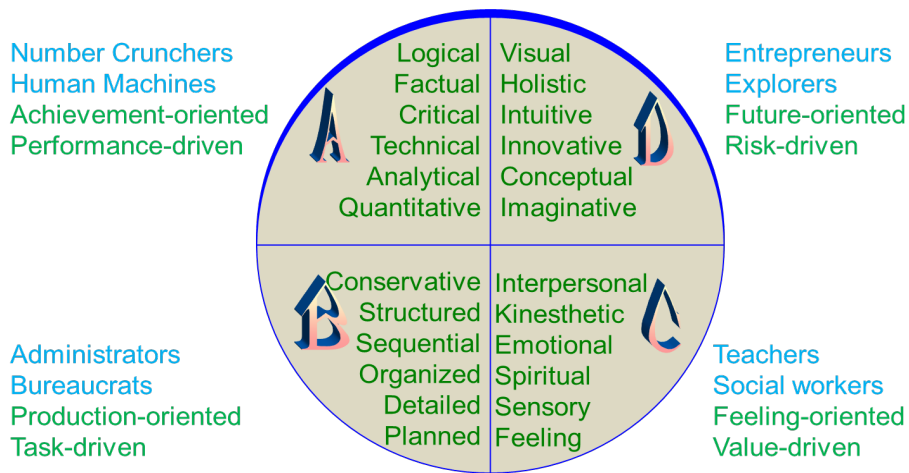 Number Crunchers
Human Machines
Achievement-oriented
Performance-driven
A
Logical
Factual
Critical
Technical
Analytical
Quantitative
Visual
Holistic
Intuitive
Innovative
Conceptual
Imaginative
D
Entrepreneurs
Explorers
Future-oriented
Risk-driven
Administrators
Bureaucrats
Production-oriented
Task-driven
B
Conservative
Structured
Sequential
Organized
Detailed
Planned
Interpersonal
Kinesthetic
Emotional
Spiritual
Sensory
Feeling
C
Teachers
Social workers
Feeling-oriented
Value-driven